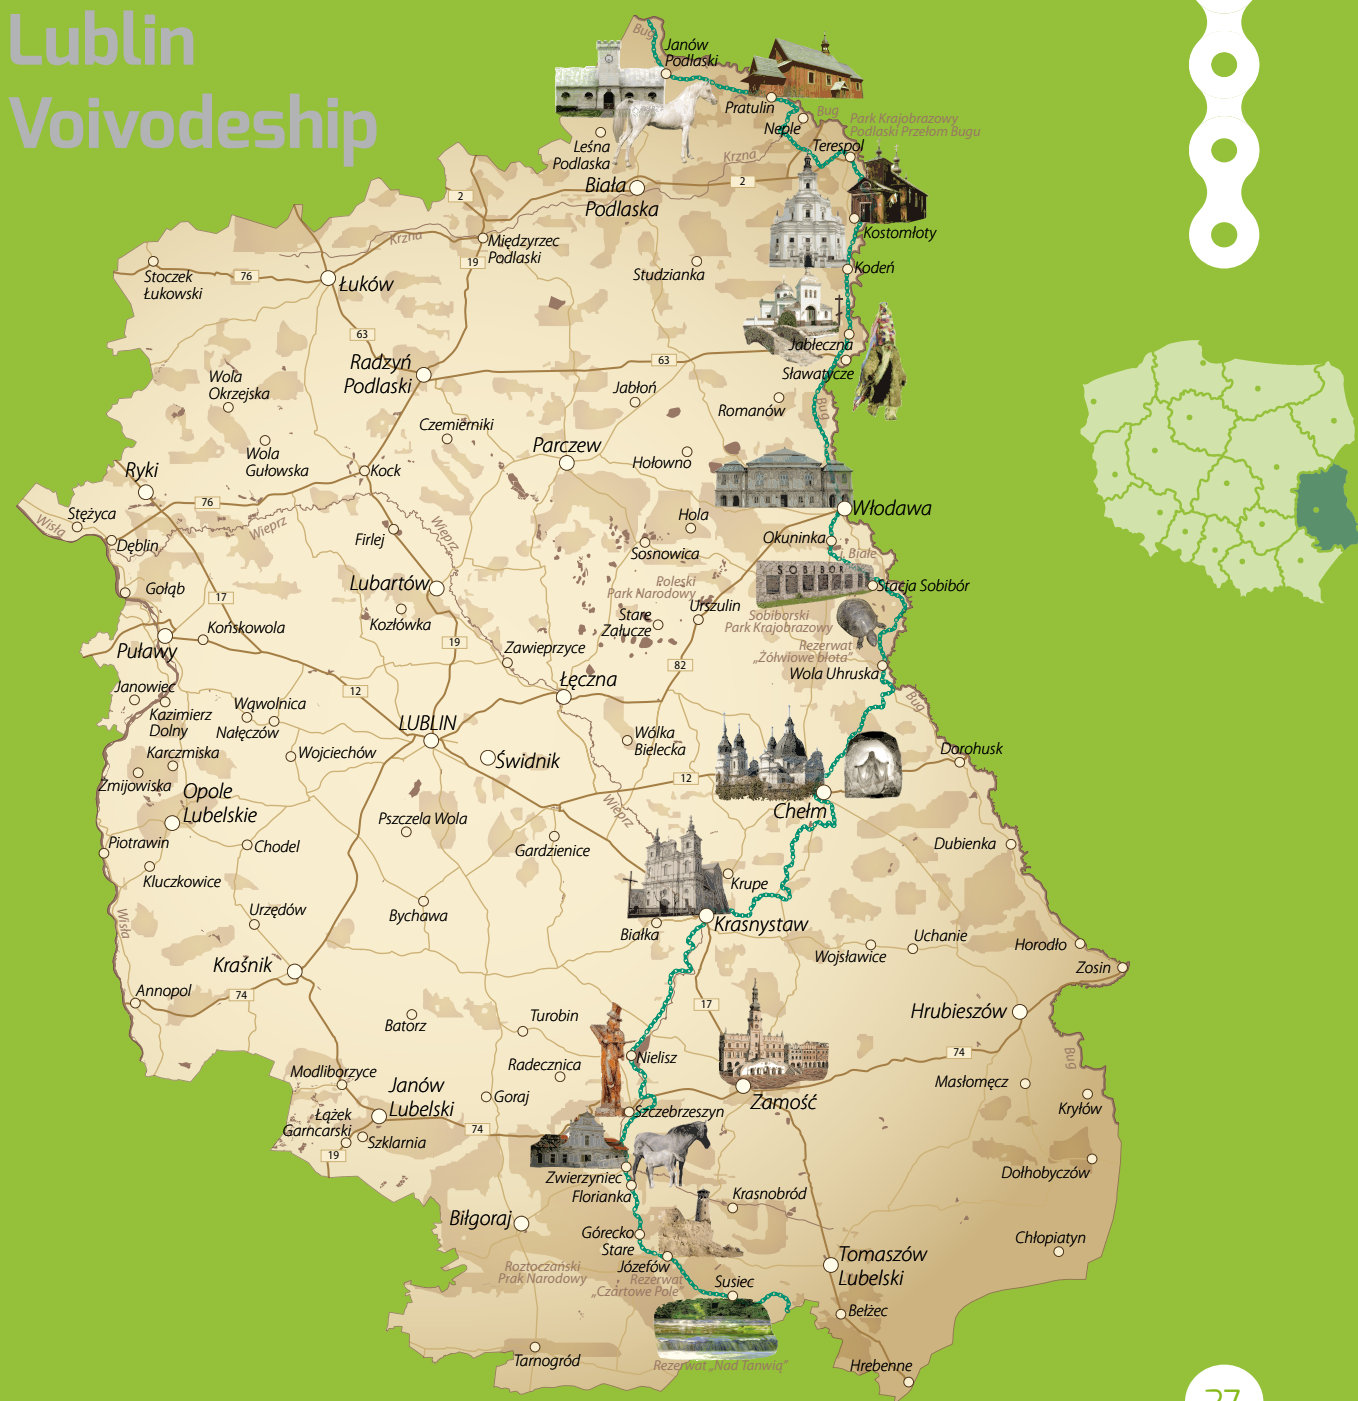 Lublin
Voivodeship
Bug
Janów
Podlaski
Pratulin
Neple
Bug
Park Krajobrazowy
Podlaski Przełom Bugu
Terespol
Leśna
Podlaska
Krzna
Biała
Podlaska
2
2
Kostomłoty
Krzna
Międzyrzec
Podlaski
19
Studzianka
Kodeń
Stoczek
Łukowski
76
Łuków
63
Radzyń
Podlaski
63
Jabłeczna
Sławatycze
Wola
Okrzejska
Jabłoń
Romanów
Bug
Czemierniki
Wola
Gułowska
Parczew
Kock
Hołowno
Ryki
76
Stężyca
Wisła
Dęblin
Wieprz
Firlej
Wieprz
Hola
Włodawa
Okuninka
Sosnowica
j. Białe
SOBIBÓR
Stacja Sobibór
Gołąb
17
Lubartów
Kozłówka
Poleski
Park Narodowy
Urszulin
Stare
Załucze
Sobiborski
Park Krajobrazowy
Rezerwat
„Żółwiowe błota”
Wola Uhruska
Końskowola
Puławy
19
Zawieprzyce
82
Łęczna
Janowiec
Kazimierz
Dolny
12
Wąwolnica
Nałęczów
LUBLIN
Bug
Karczmiska
Wojciechów
Świdnik
Wólka
Bielecka
Dorohusk
Żmijowiska
Opole
Lubelskie
12
Wieprz
Chełm
Pszczela Wola
Piotrawin
Chodel
Gardzienice
Dubienka
Kluczkowice
Krupe
Urzędów
Bychawa
Wisła
Białka
Krasnystaw
Wojsławice
Uchanie
Horodło
Zosin
Kraśnik
74
Annopol
Batorz
Turobin
17
Hrubieszów
74
Bug
Radecznica
Nielisz
Masłomęcz
Modliborzyce
Janów
Lubelski
Goraj
Zamość
Kryłów
Łążek
Garncarski
Szklarnia
19
74
Szczebrzeszyn
Dołhobyczów
Zwierzyniec
Florianka
Krasnobród
Biłgoraj
Górecko
Stare
Chłopiatyn
Józefów
Roztoczański
Prak Narodowy
Rezerwat
„Czartowe Pole”
Susiec
Tomaszów
Lubelski
Bełżec
Tarnogród
Rezerwat „Nad Tanwią”
Hrebenne
27